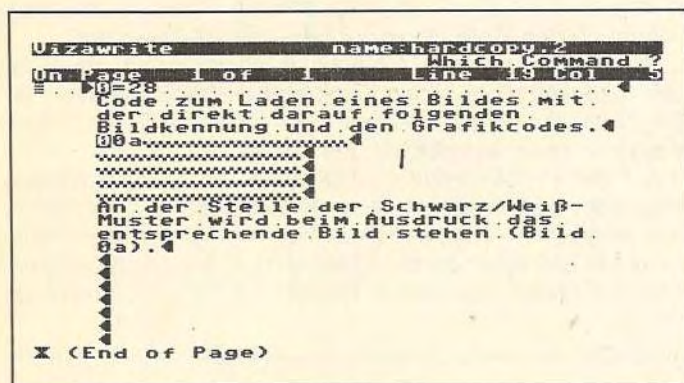 Vizawrite name:hardcopy.2
Which Command ?
On Page 1 of 1 Line 19 Col 5
0=28
Code zum Laden eines Bildes mit
der direkt darauf folgenden
Bildkennung und den Grafikcodes.
00a
An der Stelle der Schwarz/Weiß-
Muster wird beim Ausdruck das
entsprechende Bild stehen (Bild
0a).
X (End of Page)